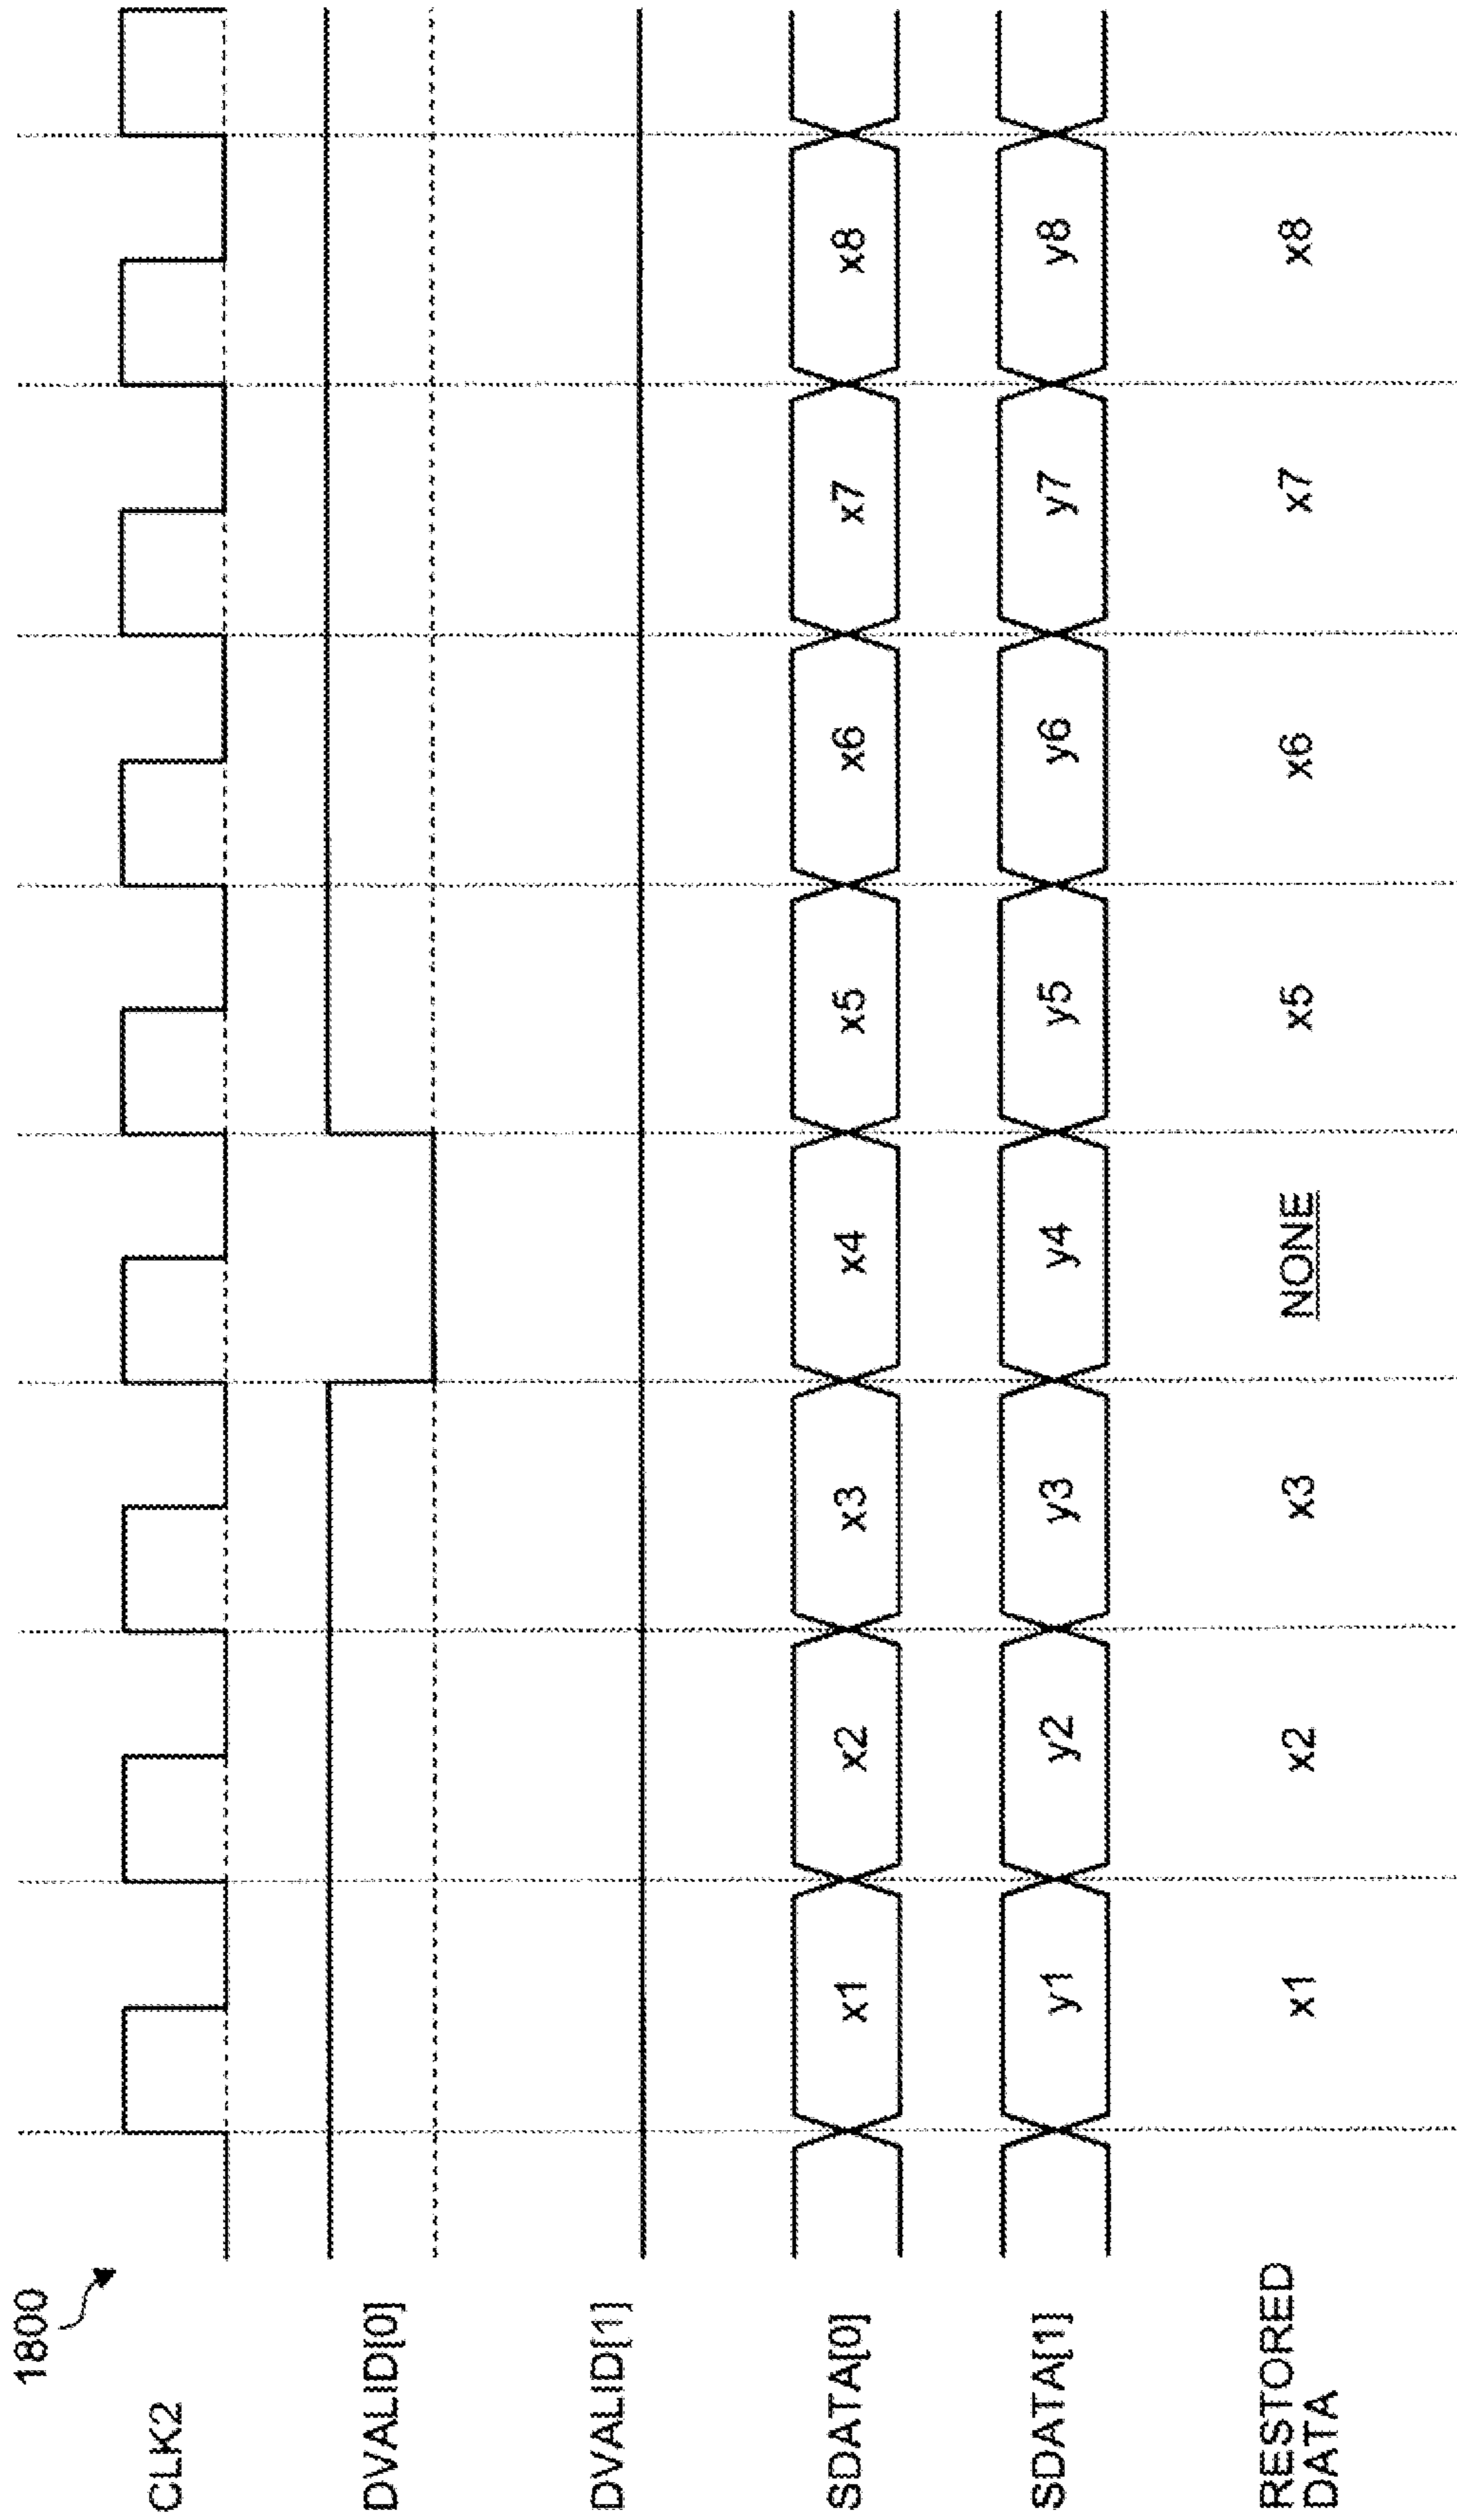 1800
CLK2
DVALID[0]
DVALID[1]
SDATA[0] x1 x2 x3 x4 x5 x6 x7 x8
SDATA[1] y1 y2 y3 y4 y5 y6 y7 y8
RESTORED
DATA
x1 x2 x3 NONE x5 x6 x7 x8